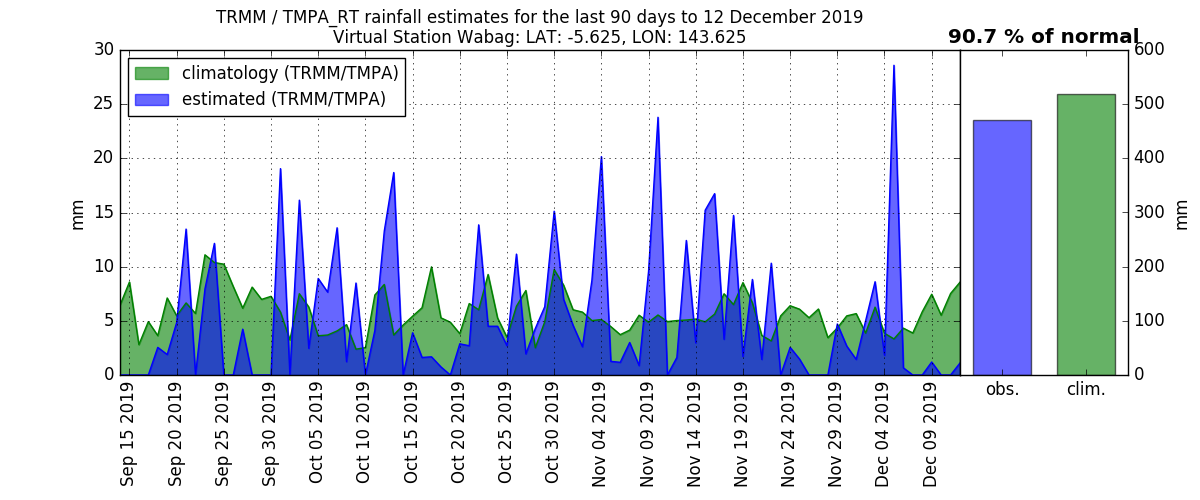 TRMM / TMPA_RT rainfall estimates for the last 90 days to 12 December 2019
Virtual Station Wabag: LAT: -5.625, LON: 143.625
90.7 % of normal
climatology (TRMM/TMPA)
estimated (TRMM/TMPA)
30
25
20
15
10
5
0
mm
600
500
400
300
200
100
0
mm
Sep 15 2019
Sep 20 2019
Sep 25 2019
Sep 30 2019
Oct 05 2019
Oct 10 2019
Oct 15 2019
Oct 20 2019
Oct 25 2019
Oct 30 2019
Nov 04 2019
Nov 09 2019
Nov 14 2019
Nov 19 2019
Nov 24 2019
Nov 29 2019
Dec 04 2019
Dec 09 2019
obs.
clim.